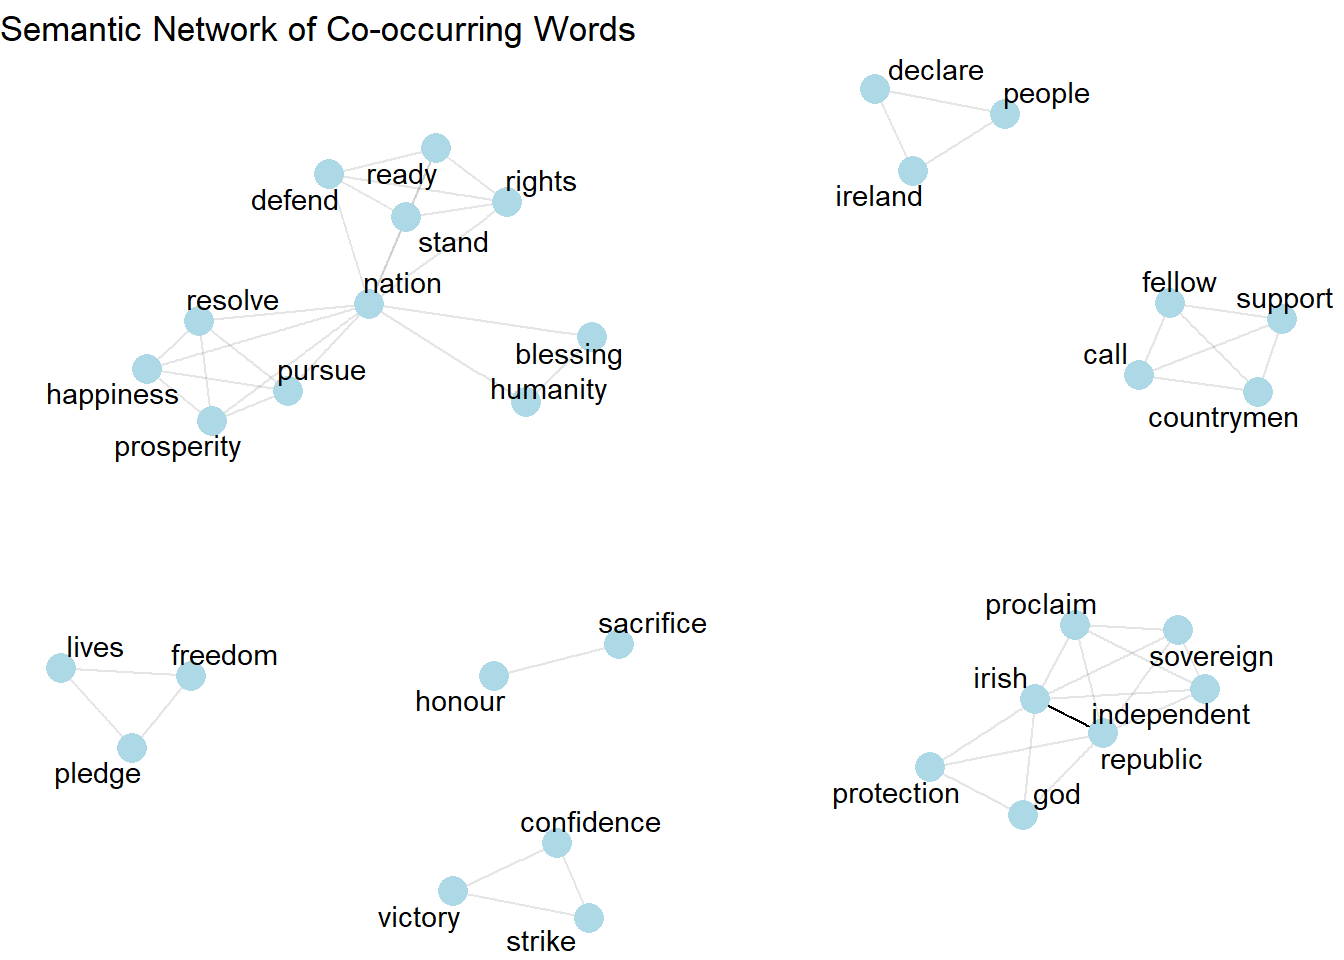 Semantic Network of Co-occurring Words
declare
people
ireland
ready
rights
defend
stand
nation
resolve
blessing
pursue
humanity
happiness
prosperity
fellow
support
call
countrymen
lives
freedom
pledge
sacrifice
honour
proclaim
sovereign
irish
independent
republic
protection
god
confidence
victory
strike